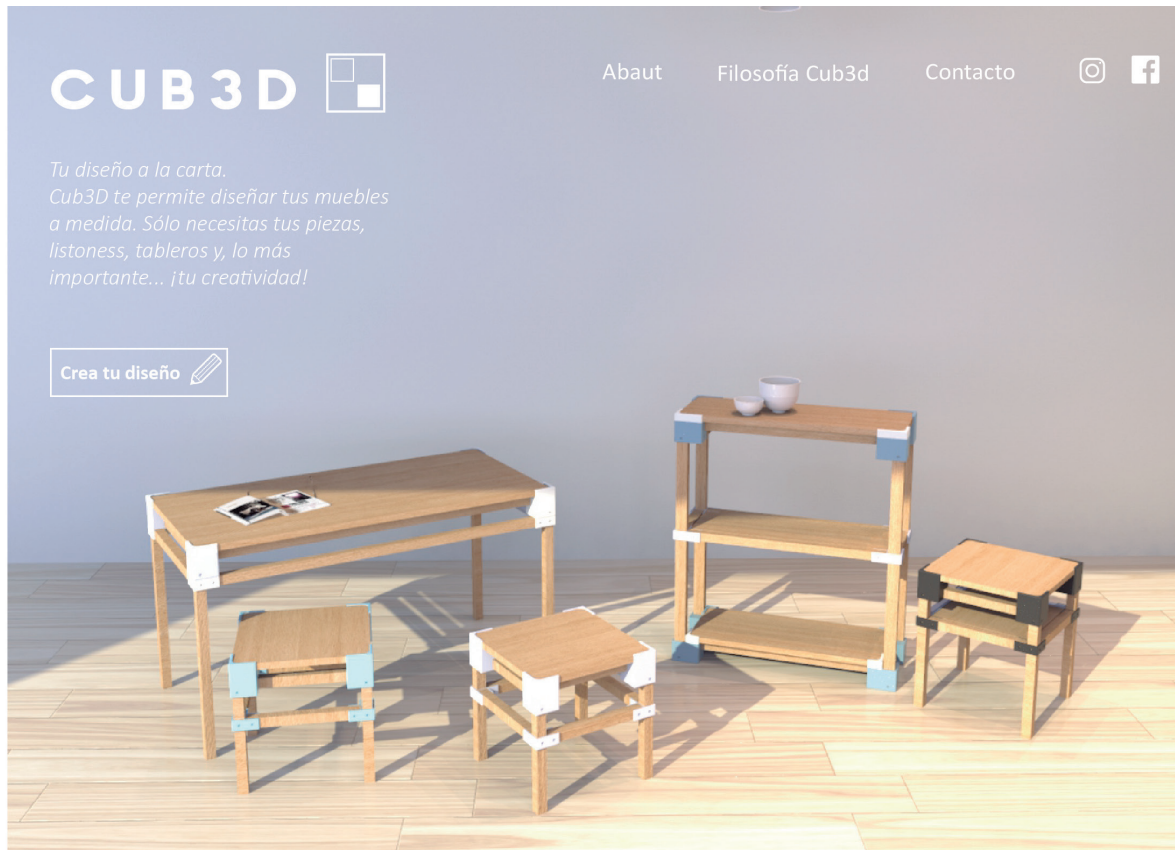 CUB3D
Abaut
Filosofía Cub3d
Contacto
Tu diseño a la carta.
Cub3D te permite diseñar tus muebles
a medida. Sólo necesitas tus piezas,
listoness, tableros y, lo más
importante... ¡tu creatividad!
Crea tu diseño